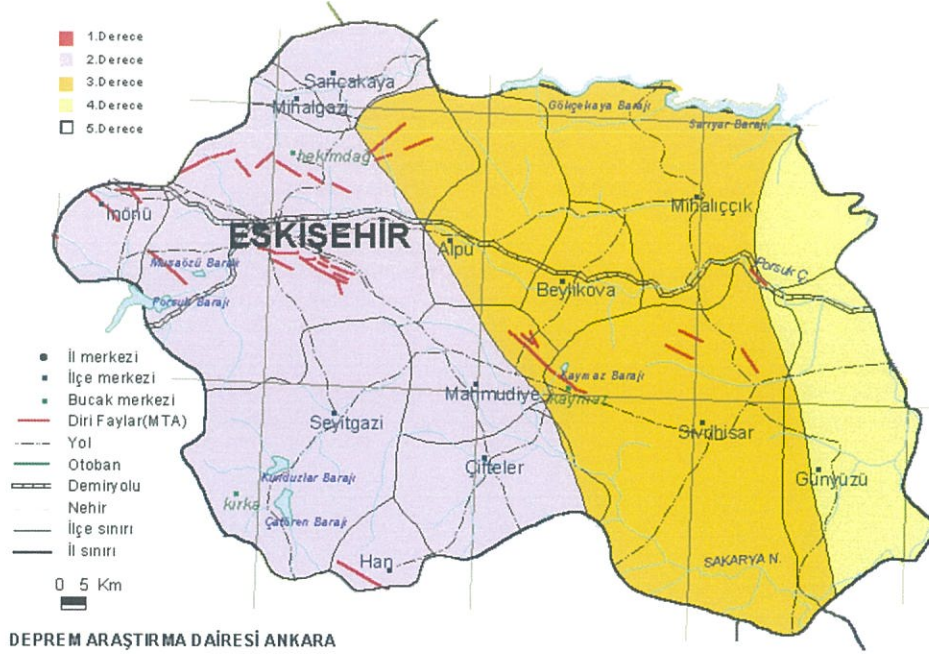 1.Derece
2.Derece
3.Derece
4.Derece
5.Derece
Sarıcakaya
Mihalgazi
hekimdağ
Gökçekaya Barajı
Sarıyar Barajı
İnönü
ESKİŞEHİR
Mihalıççık
Alpu
Musaözü Barajı
Porsuk Ç.
Beylikova
Porsuk Barajı
İl merkezi
İlçe merkezi
Bucak merkezi
Diri Faylar(MTA)
Yol
Otoban
Demiryolu
Nehir
İlçe sınırı
İl sınırı
0 5 Km
Kaymaz Barajı
Mahmudiye
kaymaz
Seyitgazi
Sivrihisar
Çifteler
Günyüzü
Kunduzlar Barajı
kırka
Çatören Barajı
Han
SAKARYA N.
DEPREM ARAŞTIRMA DAİRESİ ANKARA